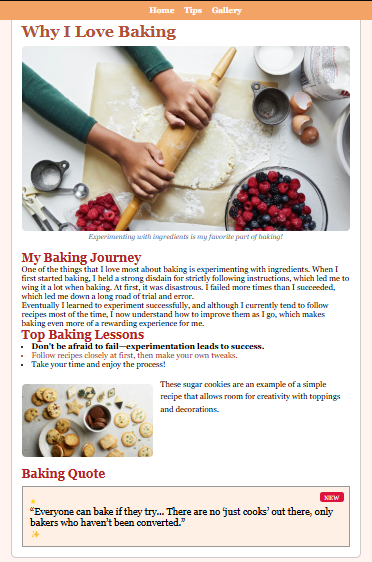 Home Tips Gallery
Why I Love Baking
Experimenting with ingredients is my favorite part of baking!
My Baking Journey
One of the things that I love most about baking is experimenting with ingredients. When I
first started baking, I held a strong disdain for strictly following instructions, which led me to
wing it a lot when baking. At first, it was disastrous. I failed more times than I succeeded,
which led me down a long road of trial and error.
Eventually I learned to experiment successfully, and although I currently tend to follow
recipes most of the time, I now understand how to improve them as I go, which makes
baking even more of a rewarding experience for me.
Top Baking Lessons
• Don't be afraid to fail—experimentation leads to success.
• Follow recipes closely at first, then make your own tweaks.
• Take your time and enjoy the process!
These sugar cookies are an example of a simple
recipe that allows room for creativity with toppings
and decorations.
Baking Quote
NEW
“Everyone can bake if they try... There are no ‘just cooks’ out there, only
bakers who haven’t been converted.”